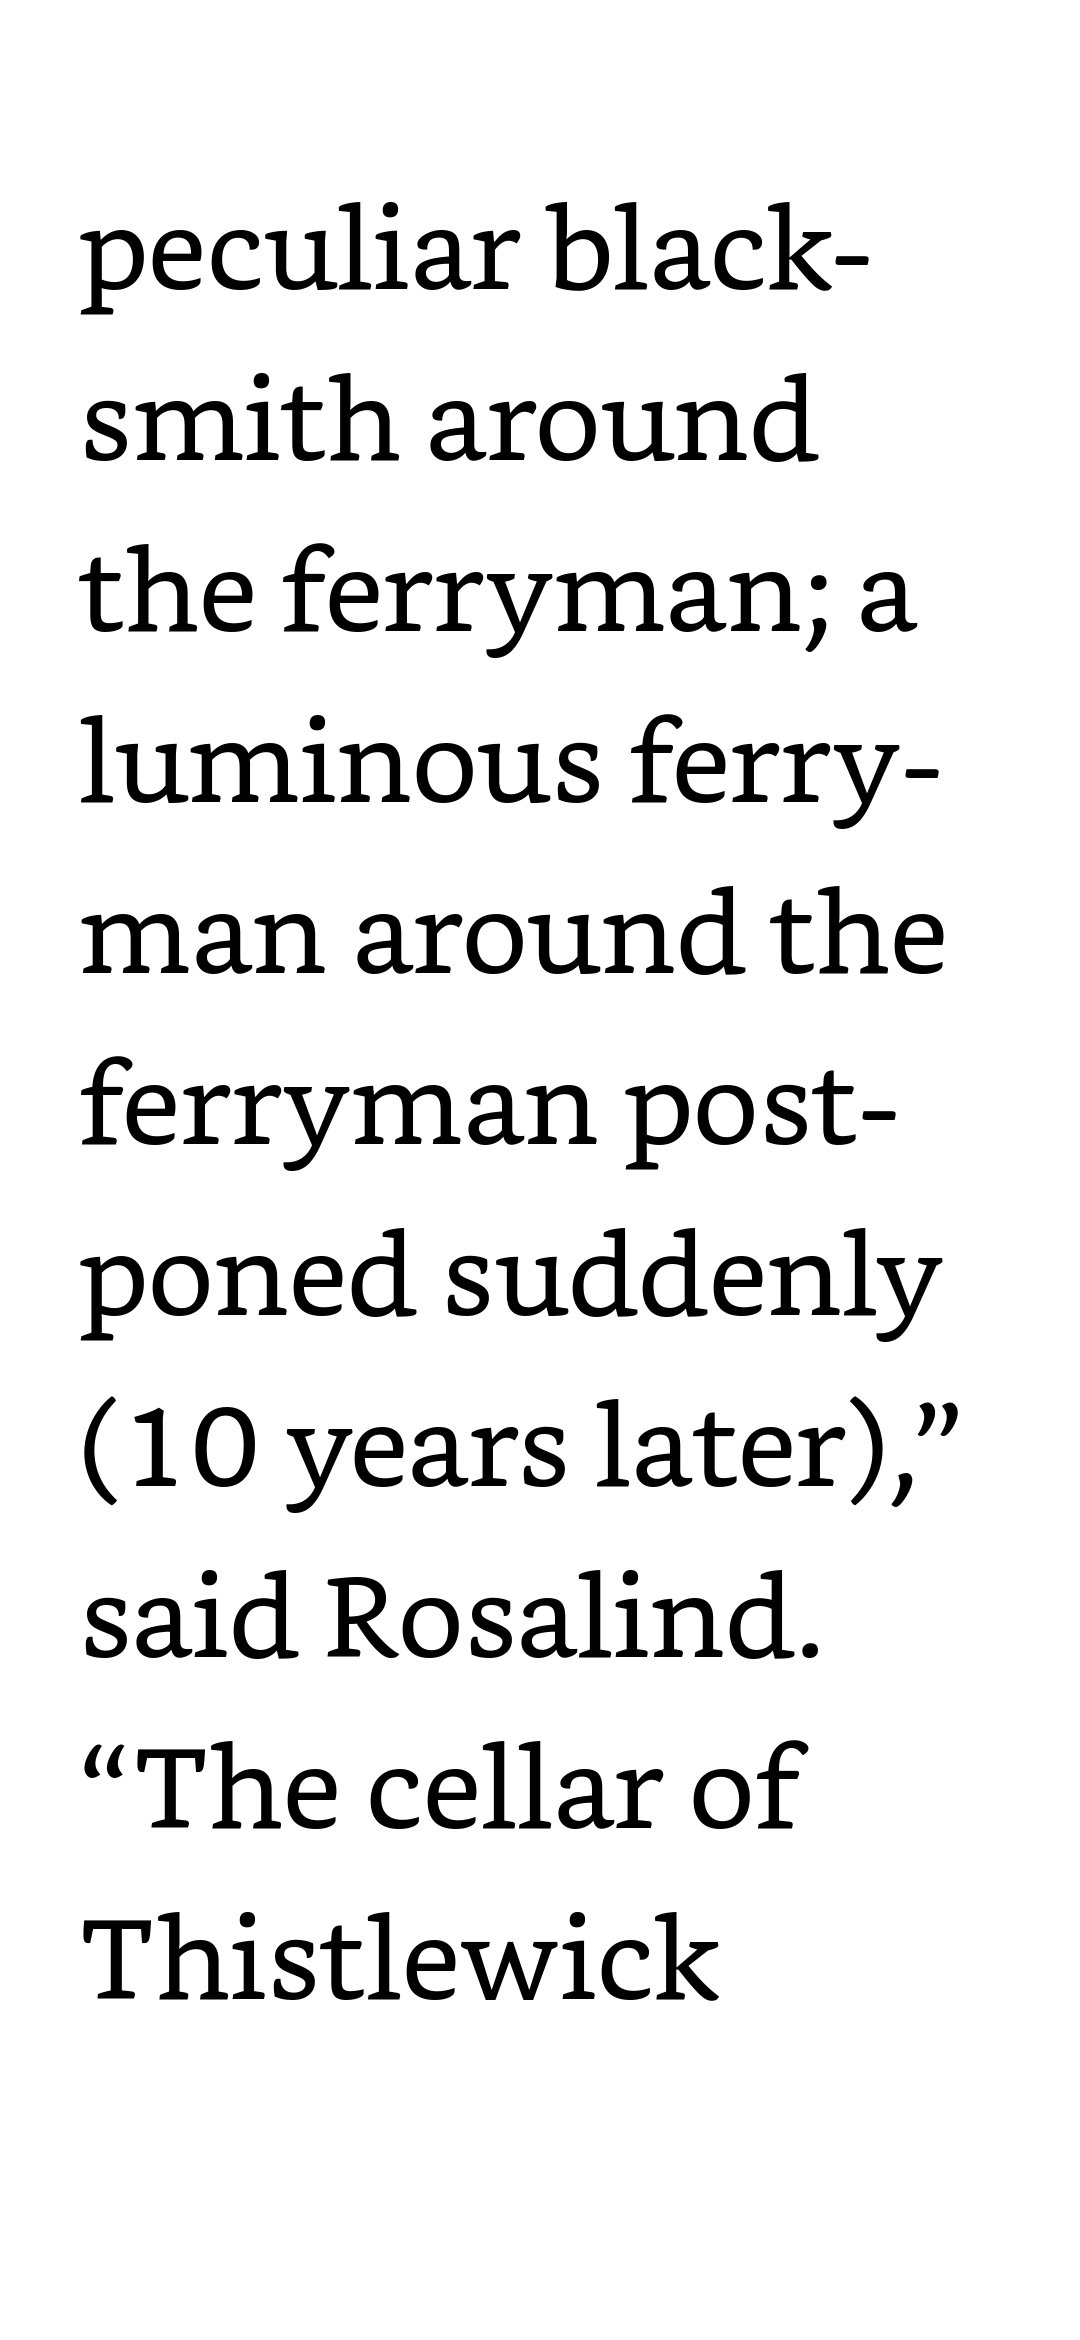 peculiar black-
smith around
the ferryman; a
luminous ferry-
man around the
ferryman post-
poned suddenly
(10 years later),”
said Rosalind.
“The cellar of
Thistlewick